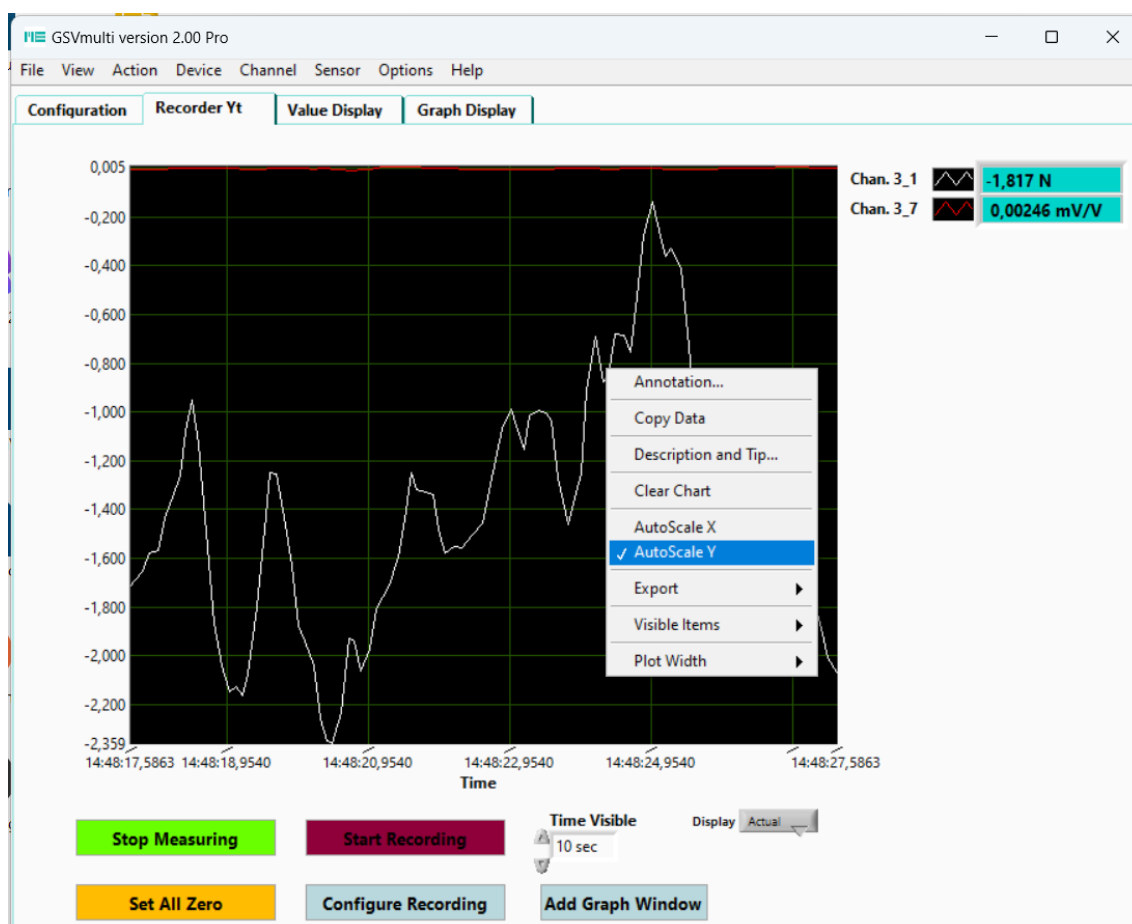 GSVmulti version 2.00 Pro
File View Action Device Channel Sensor Options Help
Configuration Recorder Yt Value Display Graph Display
0,005
-0,200
-0,400
-0,600
-0,800
-1,000
-1,200
-1,400
-1,600
-1,800
-2,000
-2,200
-2,359
14:48:17,5863 14:48:18,9540 14:48:20,9540 14:48:22,9540 14:48:24,9540 14:48:27,5863
Time
Chan. 3_1 -1,817 N
Chan. 3_7 0,00246 mV/V
Annotation...
Copy Data
Description and Tip...
Clear Chart
AutoScale X
✓ AutoScale Y
Export
Visible Items
Plot Width
Stop Measuring
Start Recording
Time Visible
10 sec
Display Actual
Set All Zero
Configure Recording
Add Graph Window